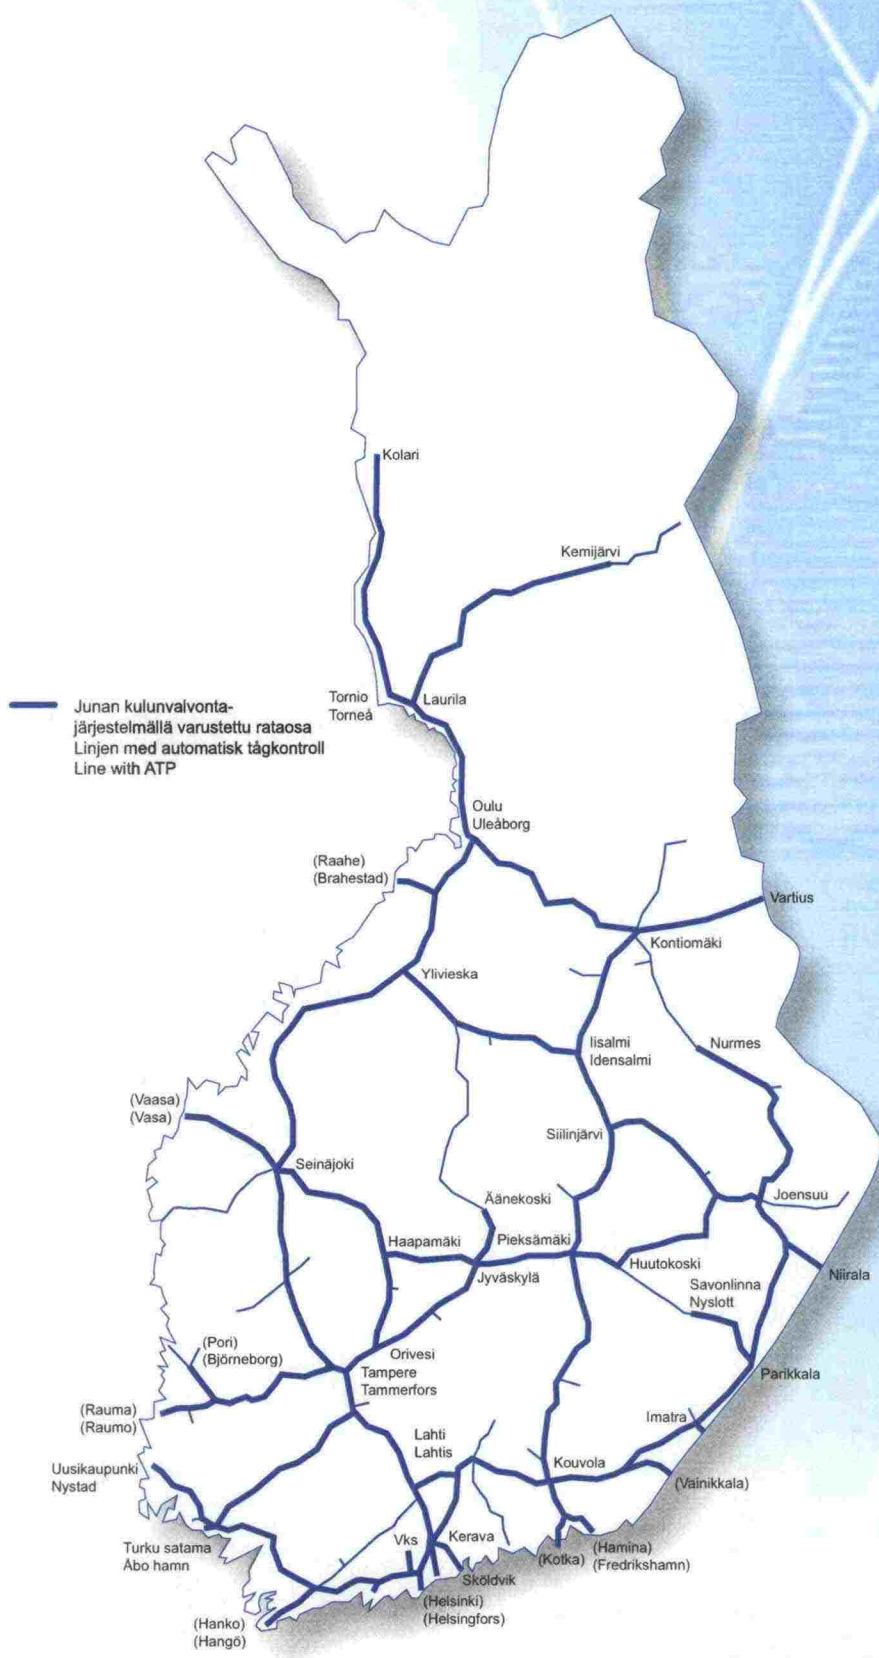 Kolari
Kemijärvi
Tornio
Torneå
Laurila
Junan kulunvalvonta-
järjestelmällä varustettu rataosa
Linjen med automatisk tågkontroll
Line with ATP
Oulu
Uleåborg
(Raahe)
(Brahestad)
Vartius
Kontiomäki
Ylivieska
Iisalmi
Idensalmi
Nurmes
(Vaasa)
(Vasa)
Siilinjärvi
Seinäjoki
Joensuu
Äänekoski
Haapamäki
Pieksämäki
Jyväskylä
Huutokoski
Niirala
Savonlinna
Nyslott
(Pori)
(Björneborg)
Orivesi
Tampere
Tammerfors
Parikkala
(Rauma)
(Raumo)
Imatra
Lahti
Lahtis
Uusikaupunki
Nystad
Kouvola
(Vainikkala)
Turku satama
Åbo hamn
Vks
Kerava
(Kotka)
(Hamina)
(Fredrikshamn)
Sköldvik
(Helsinki)
(Helsingfors)
(Hanko)
(Hangö)